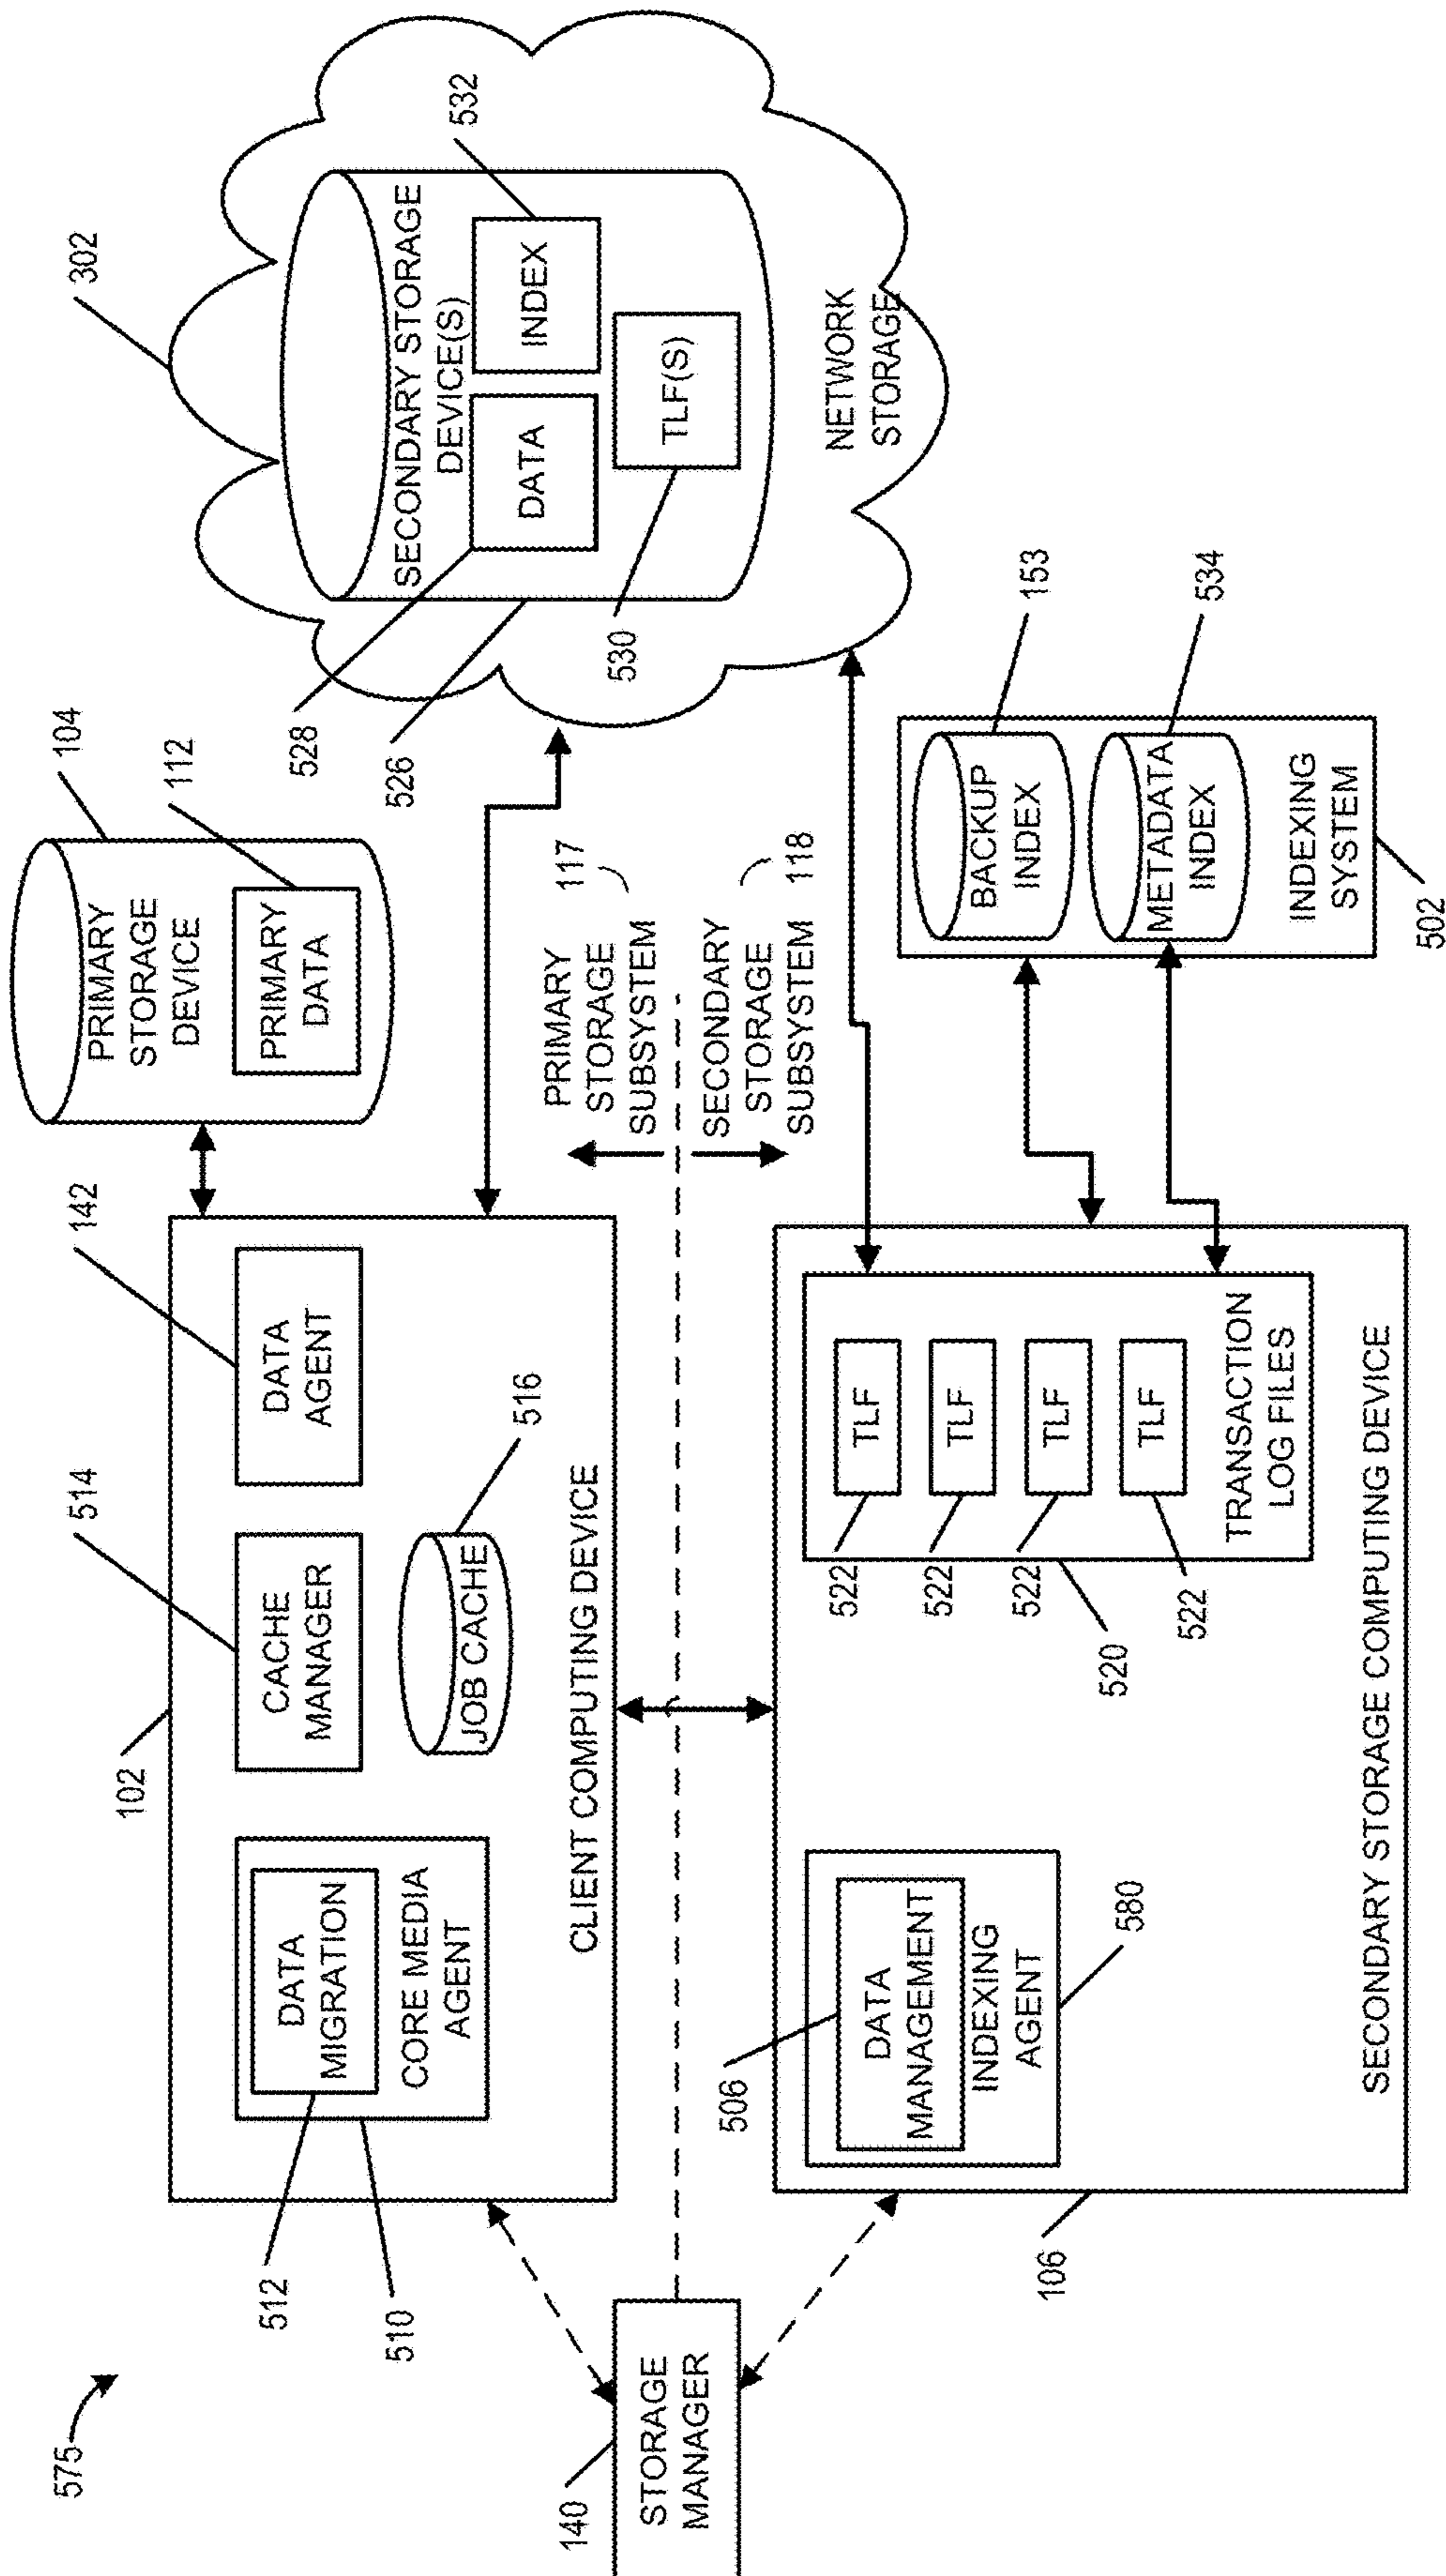 575
140
STORAGE
MANAGER
102
512
510
DATA
MIGRATION
CORE MEDIA
AGENT
514
CACHE
MANAGER
516
JOB CACHE
142
DATA
AGENT
CLIENT COMPUTING DEVICE
104
PRIMARY
STORAGE
DEVICE
112
PRIMARY
DATA
302
SECONDARY STORAGE
DEVICE(S)
528
DATA
532
INDEX
526
530
TLF(S)
NETWORK
STORAGE
PRIMARY
STORAGE
SUBSYSTEM
117
SECONDARY
STORAGE
SUBSYSTEM
118
506
DATA
MANAGEMENT
INDEXING
AGENT
580
106
SECONDARY STORAGE COMPUTING DEVICE
522
TLF
522
TLF
522
TLF
522
TLF
520
TRANSACTION
LOG FILES
153
BACKUP
INDEX
534
METADATA
INDEX
INDEXING
SYSTEM
502